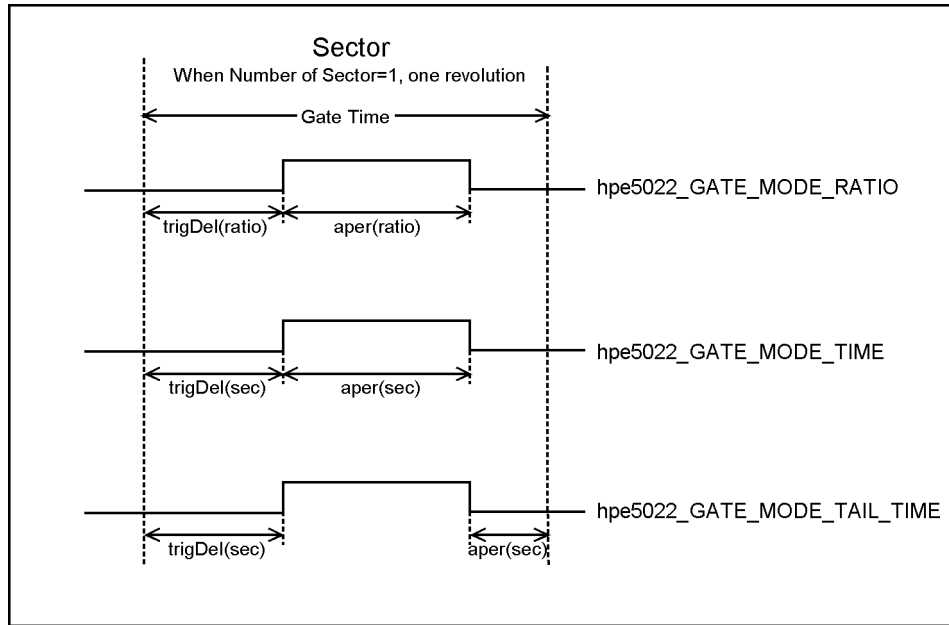 Sector
When Number of Sector=1, one revolution
Gate Time
hpe5022_GATE_MODE_RATIO
trigDel(ratio)
aper(ratio)
hpe5022_GATE_MODE_TIME
trigDel(sec)
aper(sec)
hpe5022_GATE_MODE_TAIL_TIME
trigDel(sec)
aper(sec)